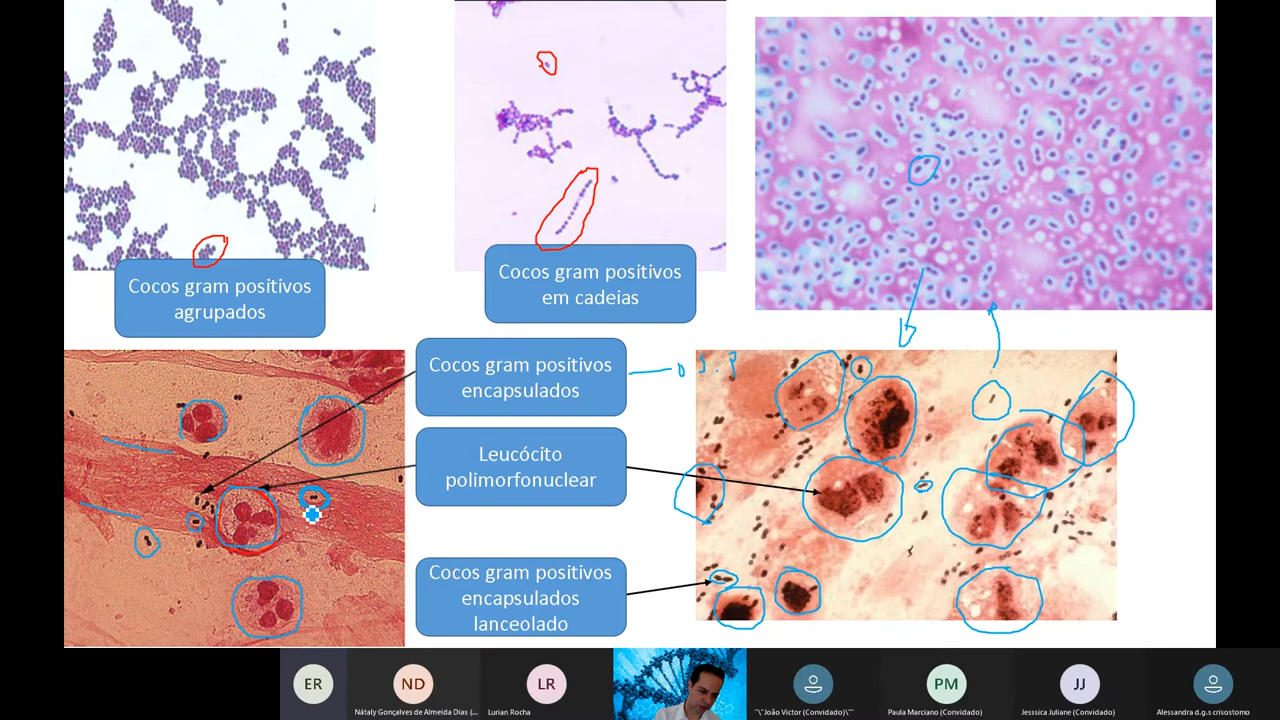 Cocos gram positivos
agrupados
Cocos gram positivos
em cadeias
Cocos gram positivos
encapsulados
S.P
Leucócito
polimorfonuclear
Cocos gram positivos
encapsulados
lanceolado
ER
ND
LR
PM
JJ
Nátaly Gonçalves de Almeida Dias (...
Lurian Rocha
"\"João Victor (Convidado)\""
Paula Marciano (Convidado)
Jesssica Juliane (Convidado)
Alessandra d.q.s crisostomo